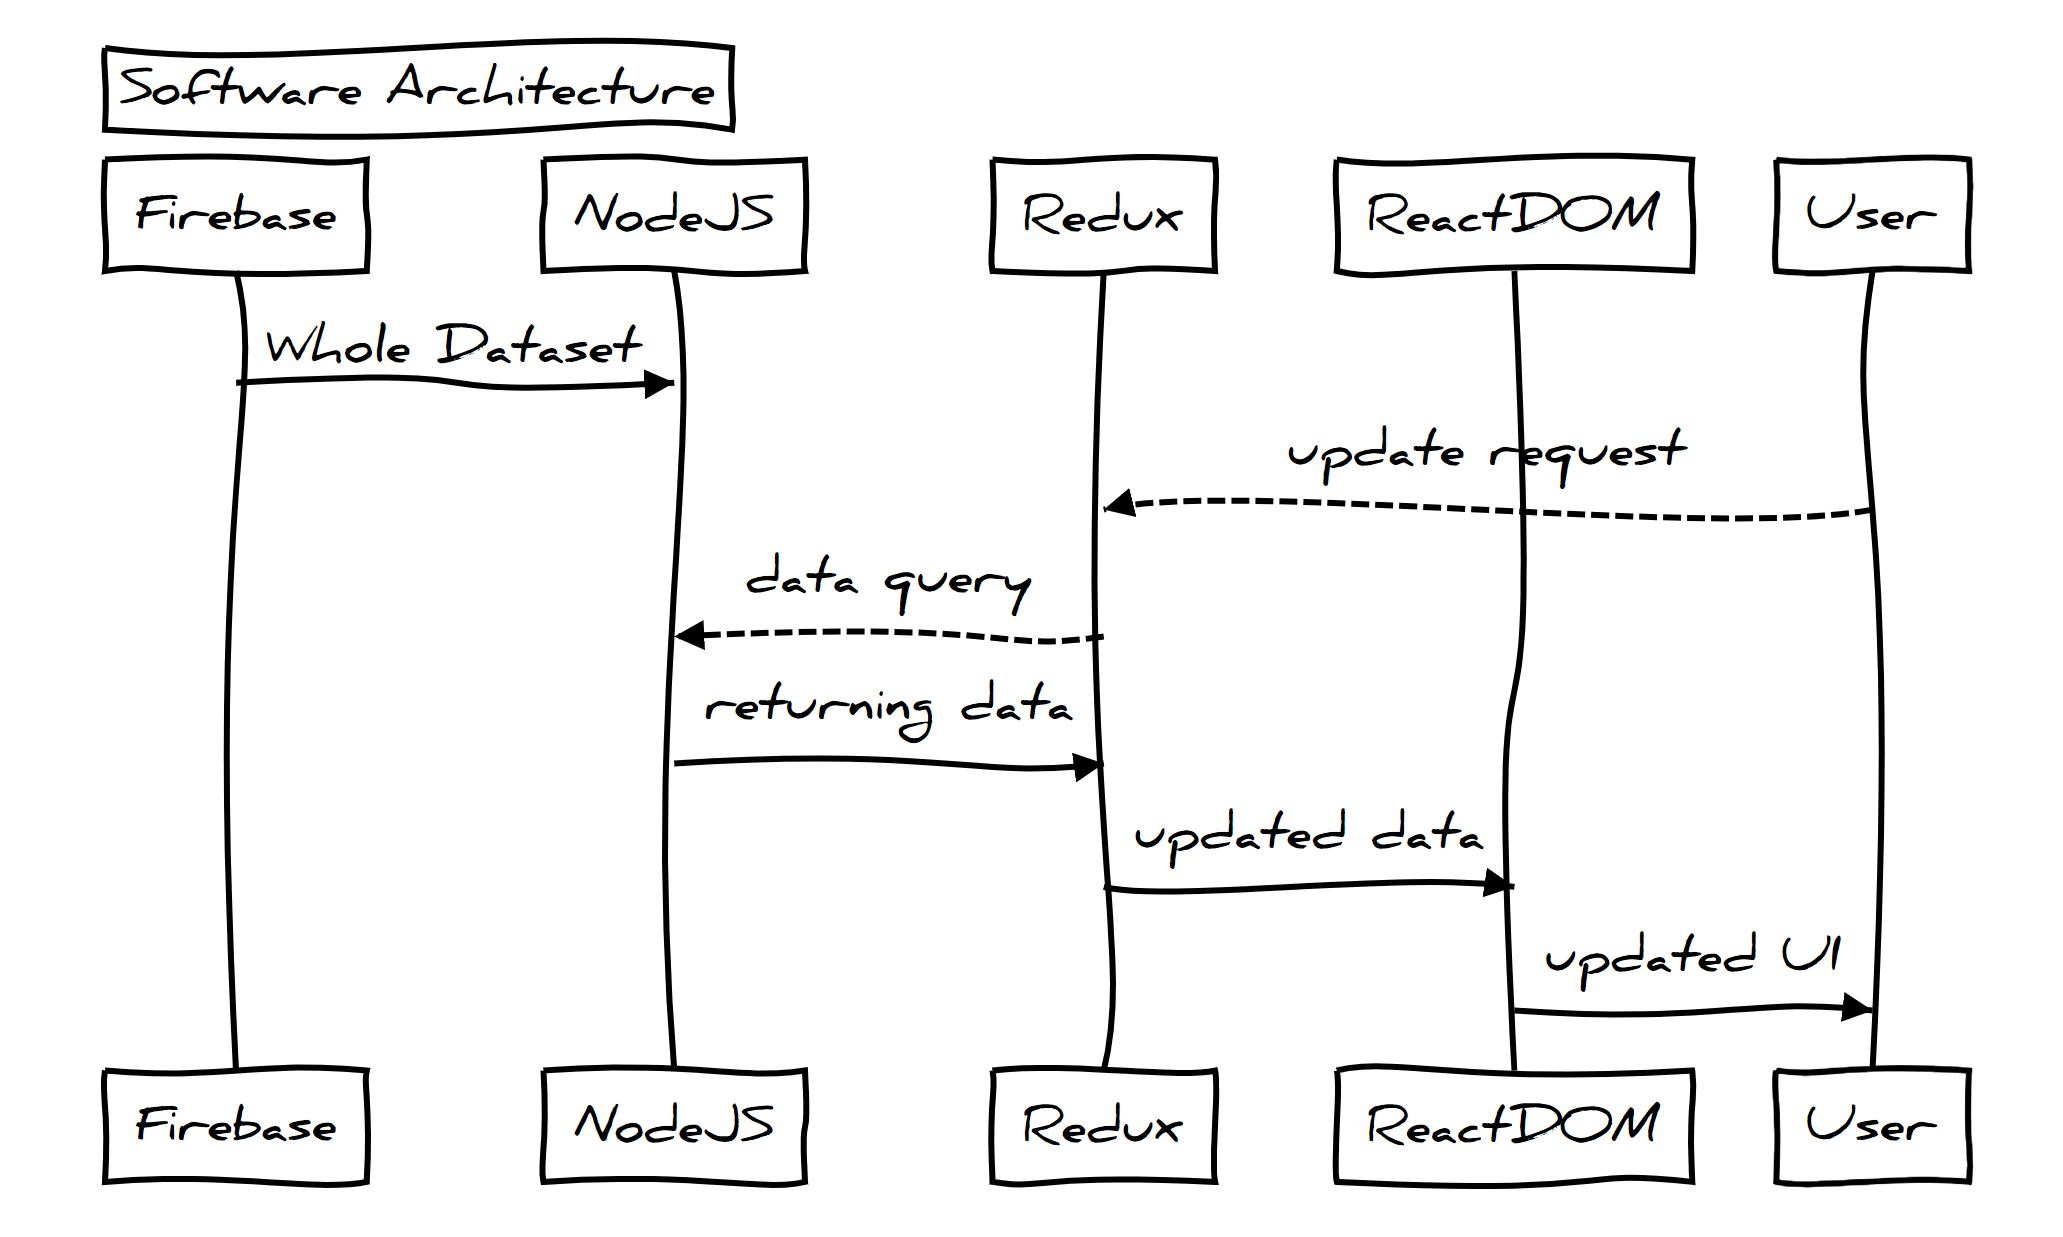 Software Architecture
Firebase NodeJS Redux ReactDOM User
Whole Dataset
update request
data query
returning data
updated data
updated UI
Firebase NodeJS Redux ReactDOM User